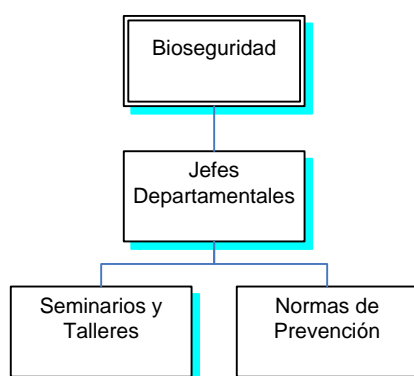 Bioseguridad
Jefes
Departamentales
Seminarios y
Talleres
Normas de
Prevención